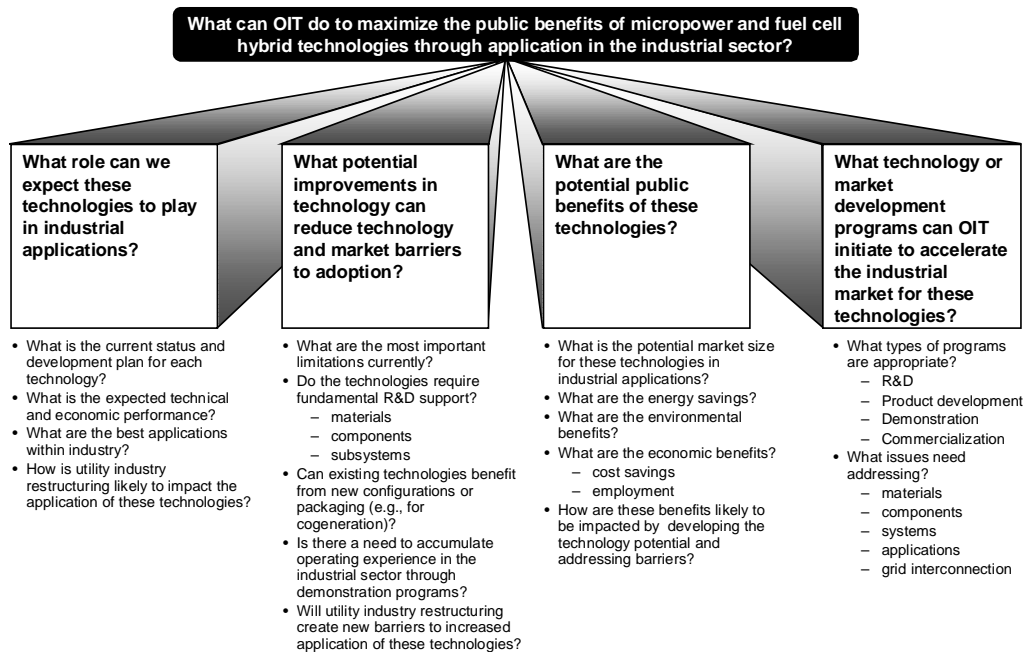 What can OIT do to maximize the public benefits of micropower and fuel cell
hybrid technologies through application in the industrial sector?
What role can we
expect these
technologies to play
in industrial
applications?
• What is the current status and
development plan for each
technology?
• What is the expected technical
and economic performance?
• What are the best applications
within industry?
• How is utility industry
restructuring likely to impact the
application of these technologies?
What potential
improvements in
technology can
reduce technology
and market barriers
to adoption?
• What are the most important
limitations currently?
• Do the technologies require
fundamental R&D support?
– materials
– components
– subsystems
• Can existing technologies benefit
from new configurations or
packaging (e.g., for
cogeneration)?
• Is there a need to accumulate
operating experience in the
industrial sector through
demonstration programs?
• Will utility industry restructuring
create new barriers to increased
application of these technologies?
What are the
potential public
benefits of these
technologies?
• What is the potential market size
for these technologies in
industrial applications?
• What are the energy savings?
• What are the environmental
benefits?
• What are the economic benefits?
– cost savings
– employment
• How are these benefits likely to
be impacted by developing the
technology potential and
addressing barriers?
What technology or
market
development
programs can OIT
initiate to accelerate
the industrial
market for these
technologies?
• What types of programs
are appropriate?
– R&D
– Product development
– Demonstration
– Commercialization
• What issues need
addressing?
– materials
– components
– systems
– applications
– grid interconnection